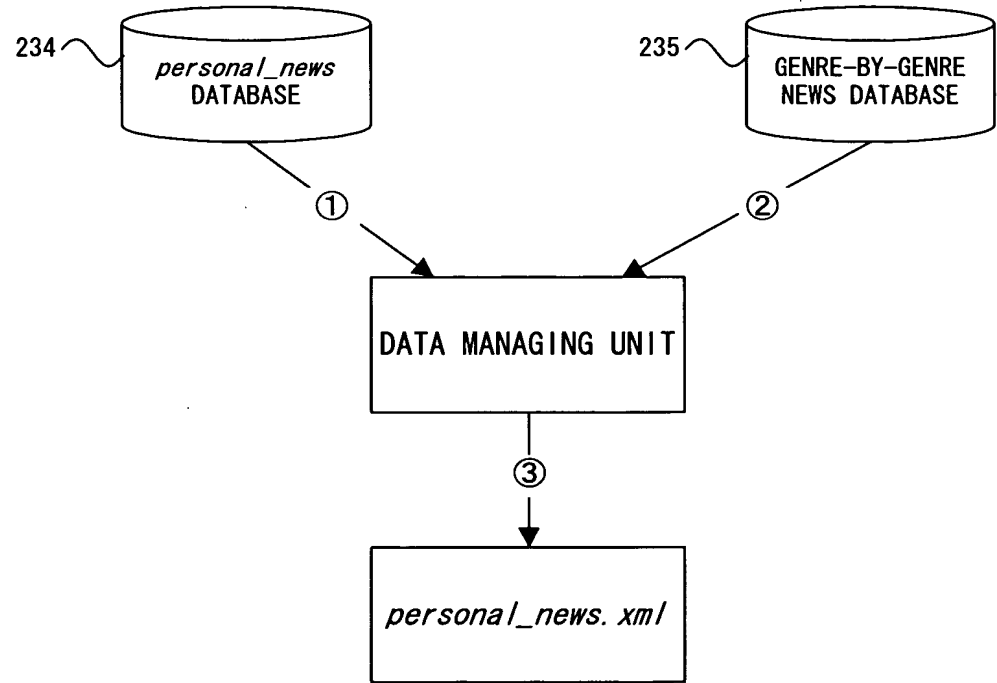 234
personal_news
DATABASE
235
GENRE-BY-GENRE
NEWS DATABASE
①
②
DATA MANAGING UNIT
③
personal_news.xml